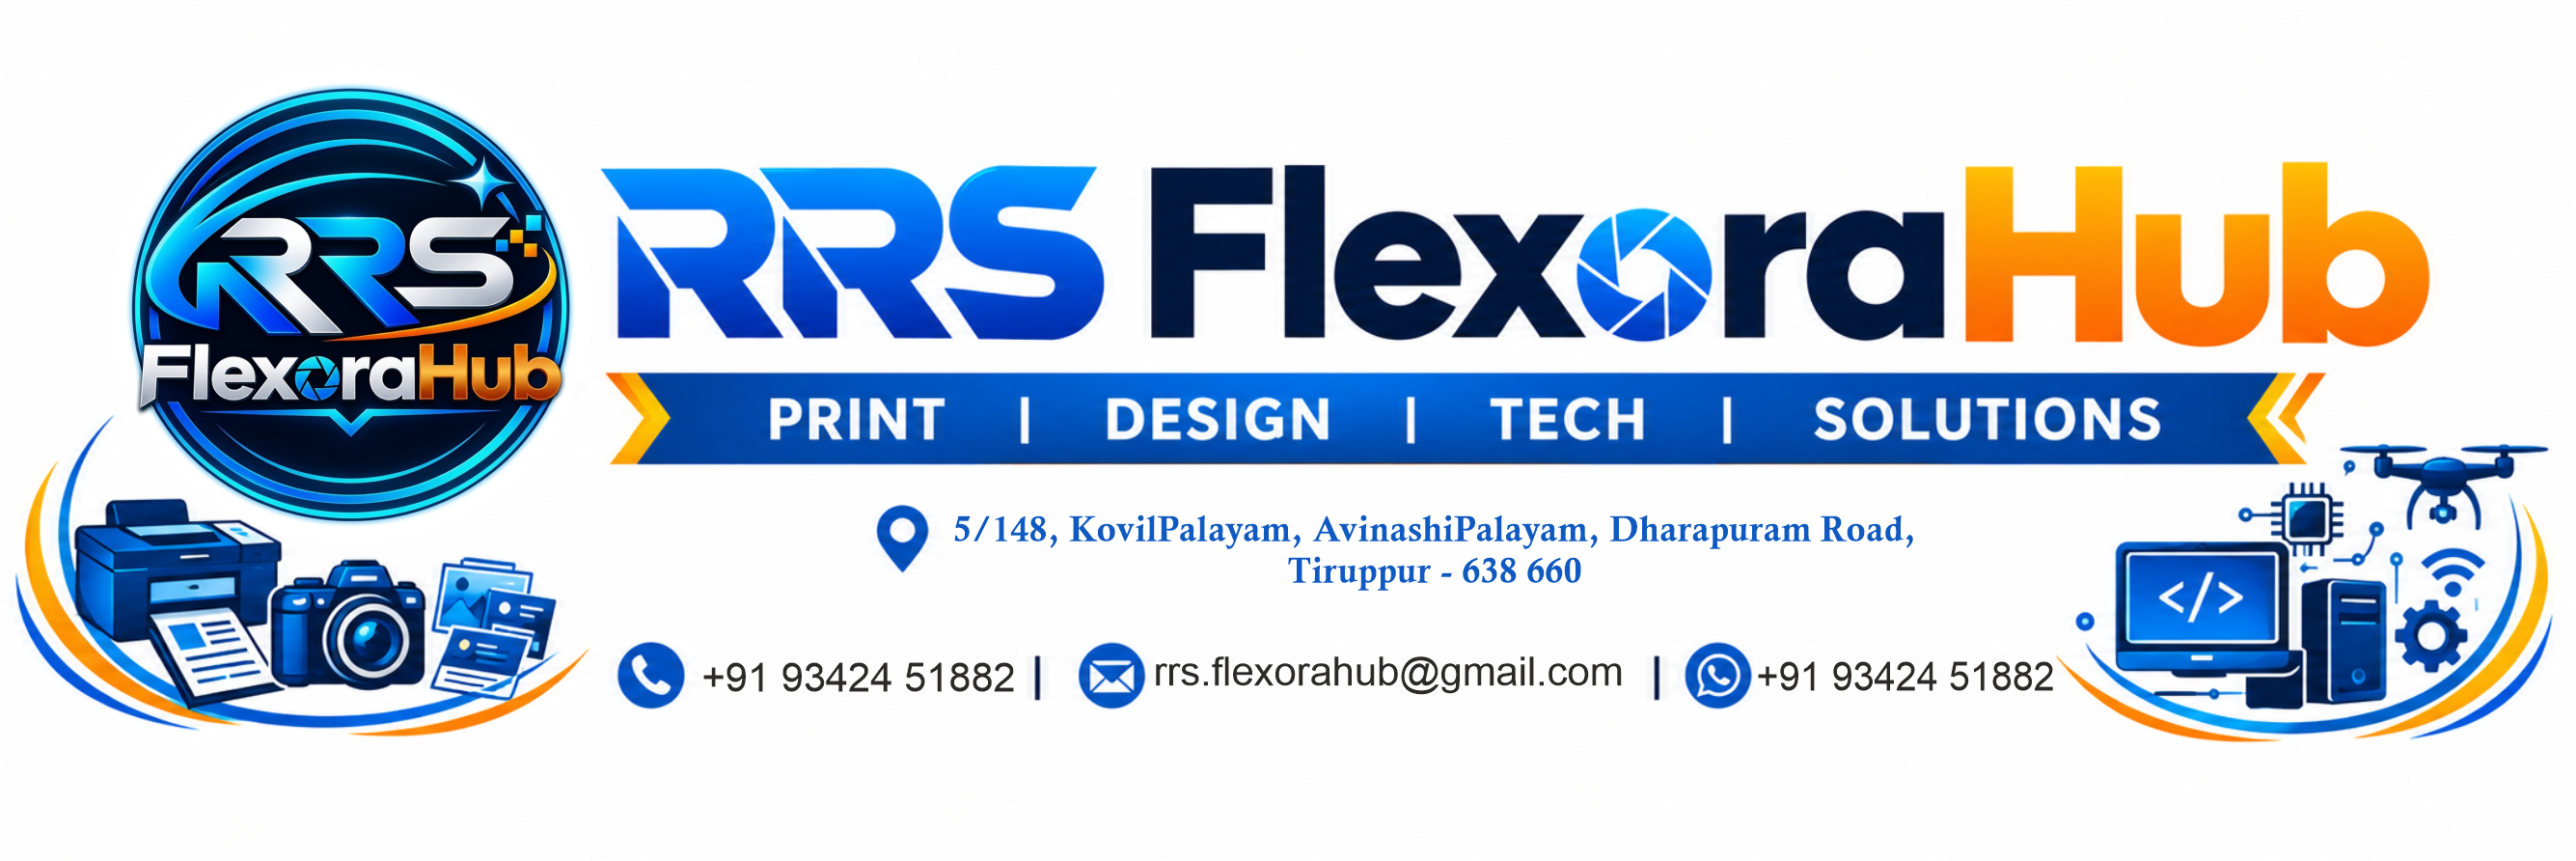 RRS
FlexoraHub
RRS FlexoraHub
PRINT | DESIGN | TECH | SOLUTIONS
5/148, KovilPalayam, AvinashiPalayam, Dharapuram Road,
Tiruppur - 638 660
+91 93424 51882 | rrs.flexorahub@gmail.com | +91 93424 51882
</>